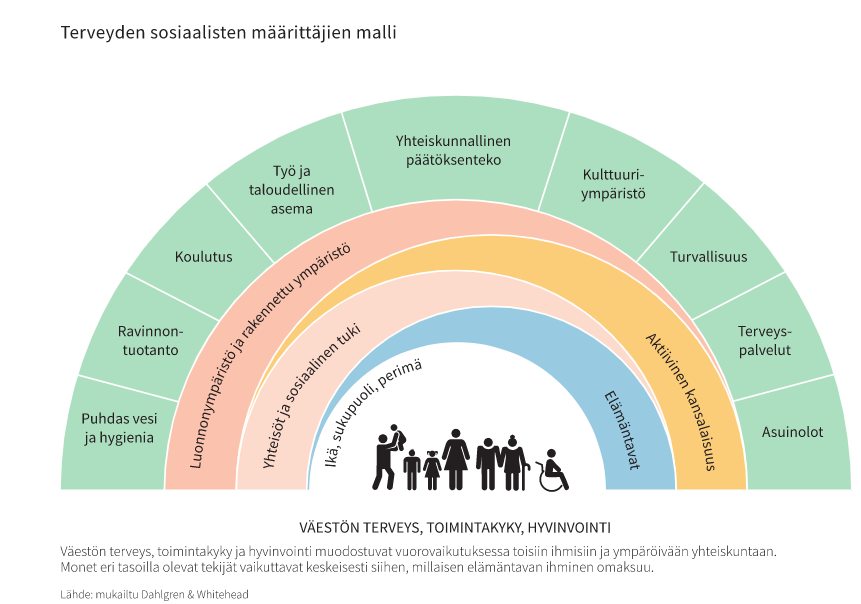 Terveyden sosiaalisten määrittäjien malli
Yhteiskunnallinen
päätöksenteko
Työ ja
taloudellinen
asema
Kulttuuri-
ympäristö
Koulutus
Turvallisuus
Ravinnon-
tuotanto
Terveys-
palvelut
Puhdas vesi
ja hygienia
Asuinolot
Luonnonympäristö ja rakennettu ympäristö
Aktiivinen kansalaisuus
Yhteisöt ja sosiaalinen tuki
Elämäntavat
Ikä, sukupuoli, perimä
VÄESTÖN TERVEYS, TOIMINTAKYKY, HYVINVOINTI
Väestön terveys, toimintakyky ja hyvinvointi muodostuvat vuorovaikutuksessa toisiin ihmisiin ja ympäröivään yhteiskuntaan.
Monet eri tasoilla olevat tekijät vaikuttavat keskeisesti siihen, millaisen elämäntavan ihminen omaksuu.
Lähde: mukailtu Dahlgren & Whitehead